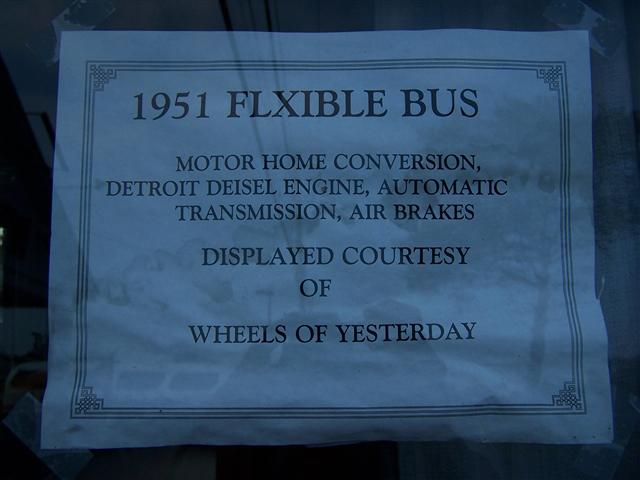 1951 FLXIBLE BUS
MOTOR HOME CONVERSION,
DETROIT DEISEL ENGINE, AUTOMATIC
TRANSMISSION, AIR BRAKES
DISPLAYED COURTESY
OF
WHEELS OF YESTERDAY